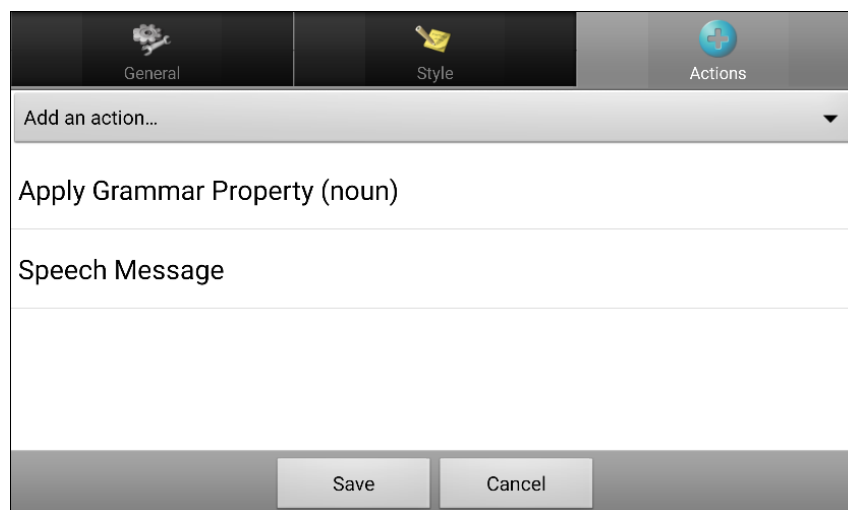 General Style Actions
Add an action...
Apply Grammar Property (noun)
Speech Message
Save Cancel